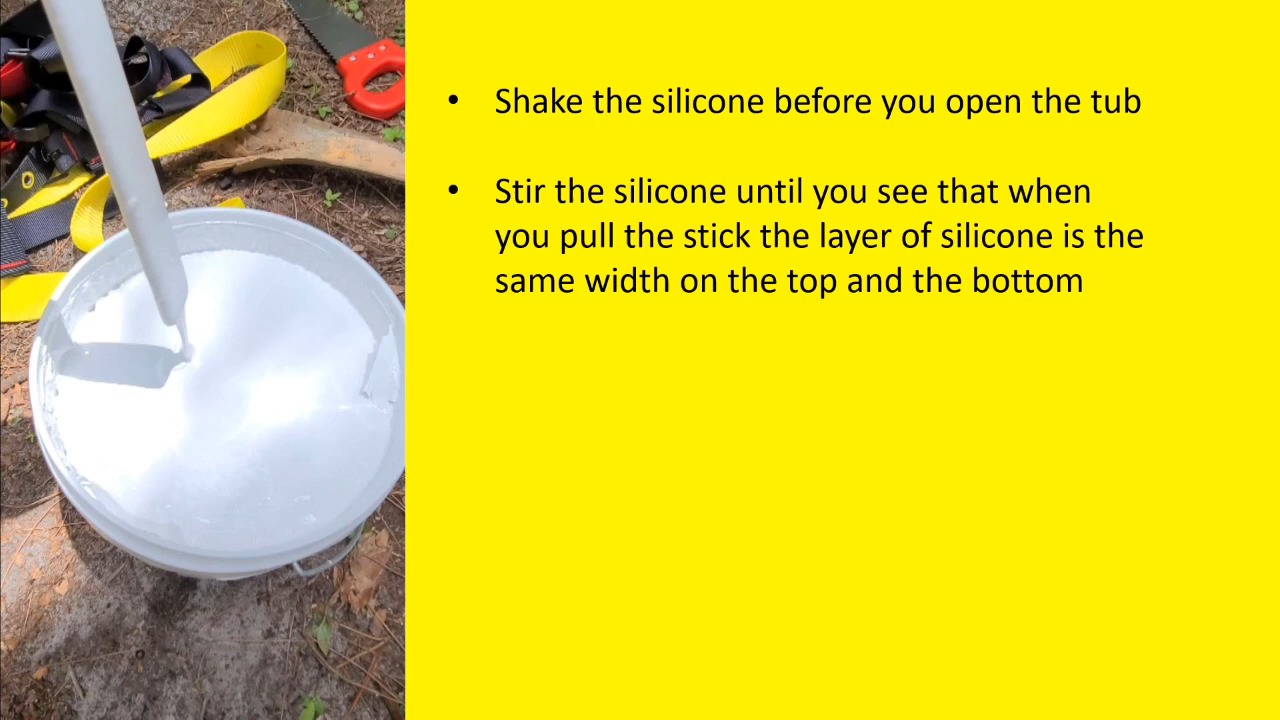 • Shake the silicone before you open the tub
• Stir the silicone until you see that when
you pull the stick the layer of silicone is the
same width on the top and the bottom